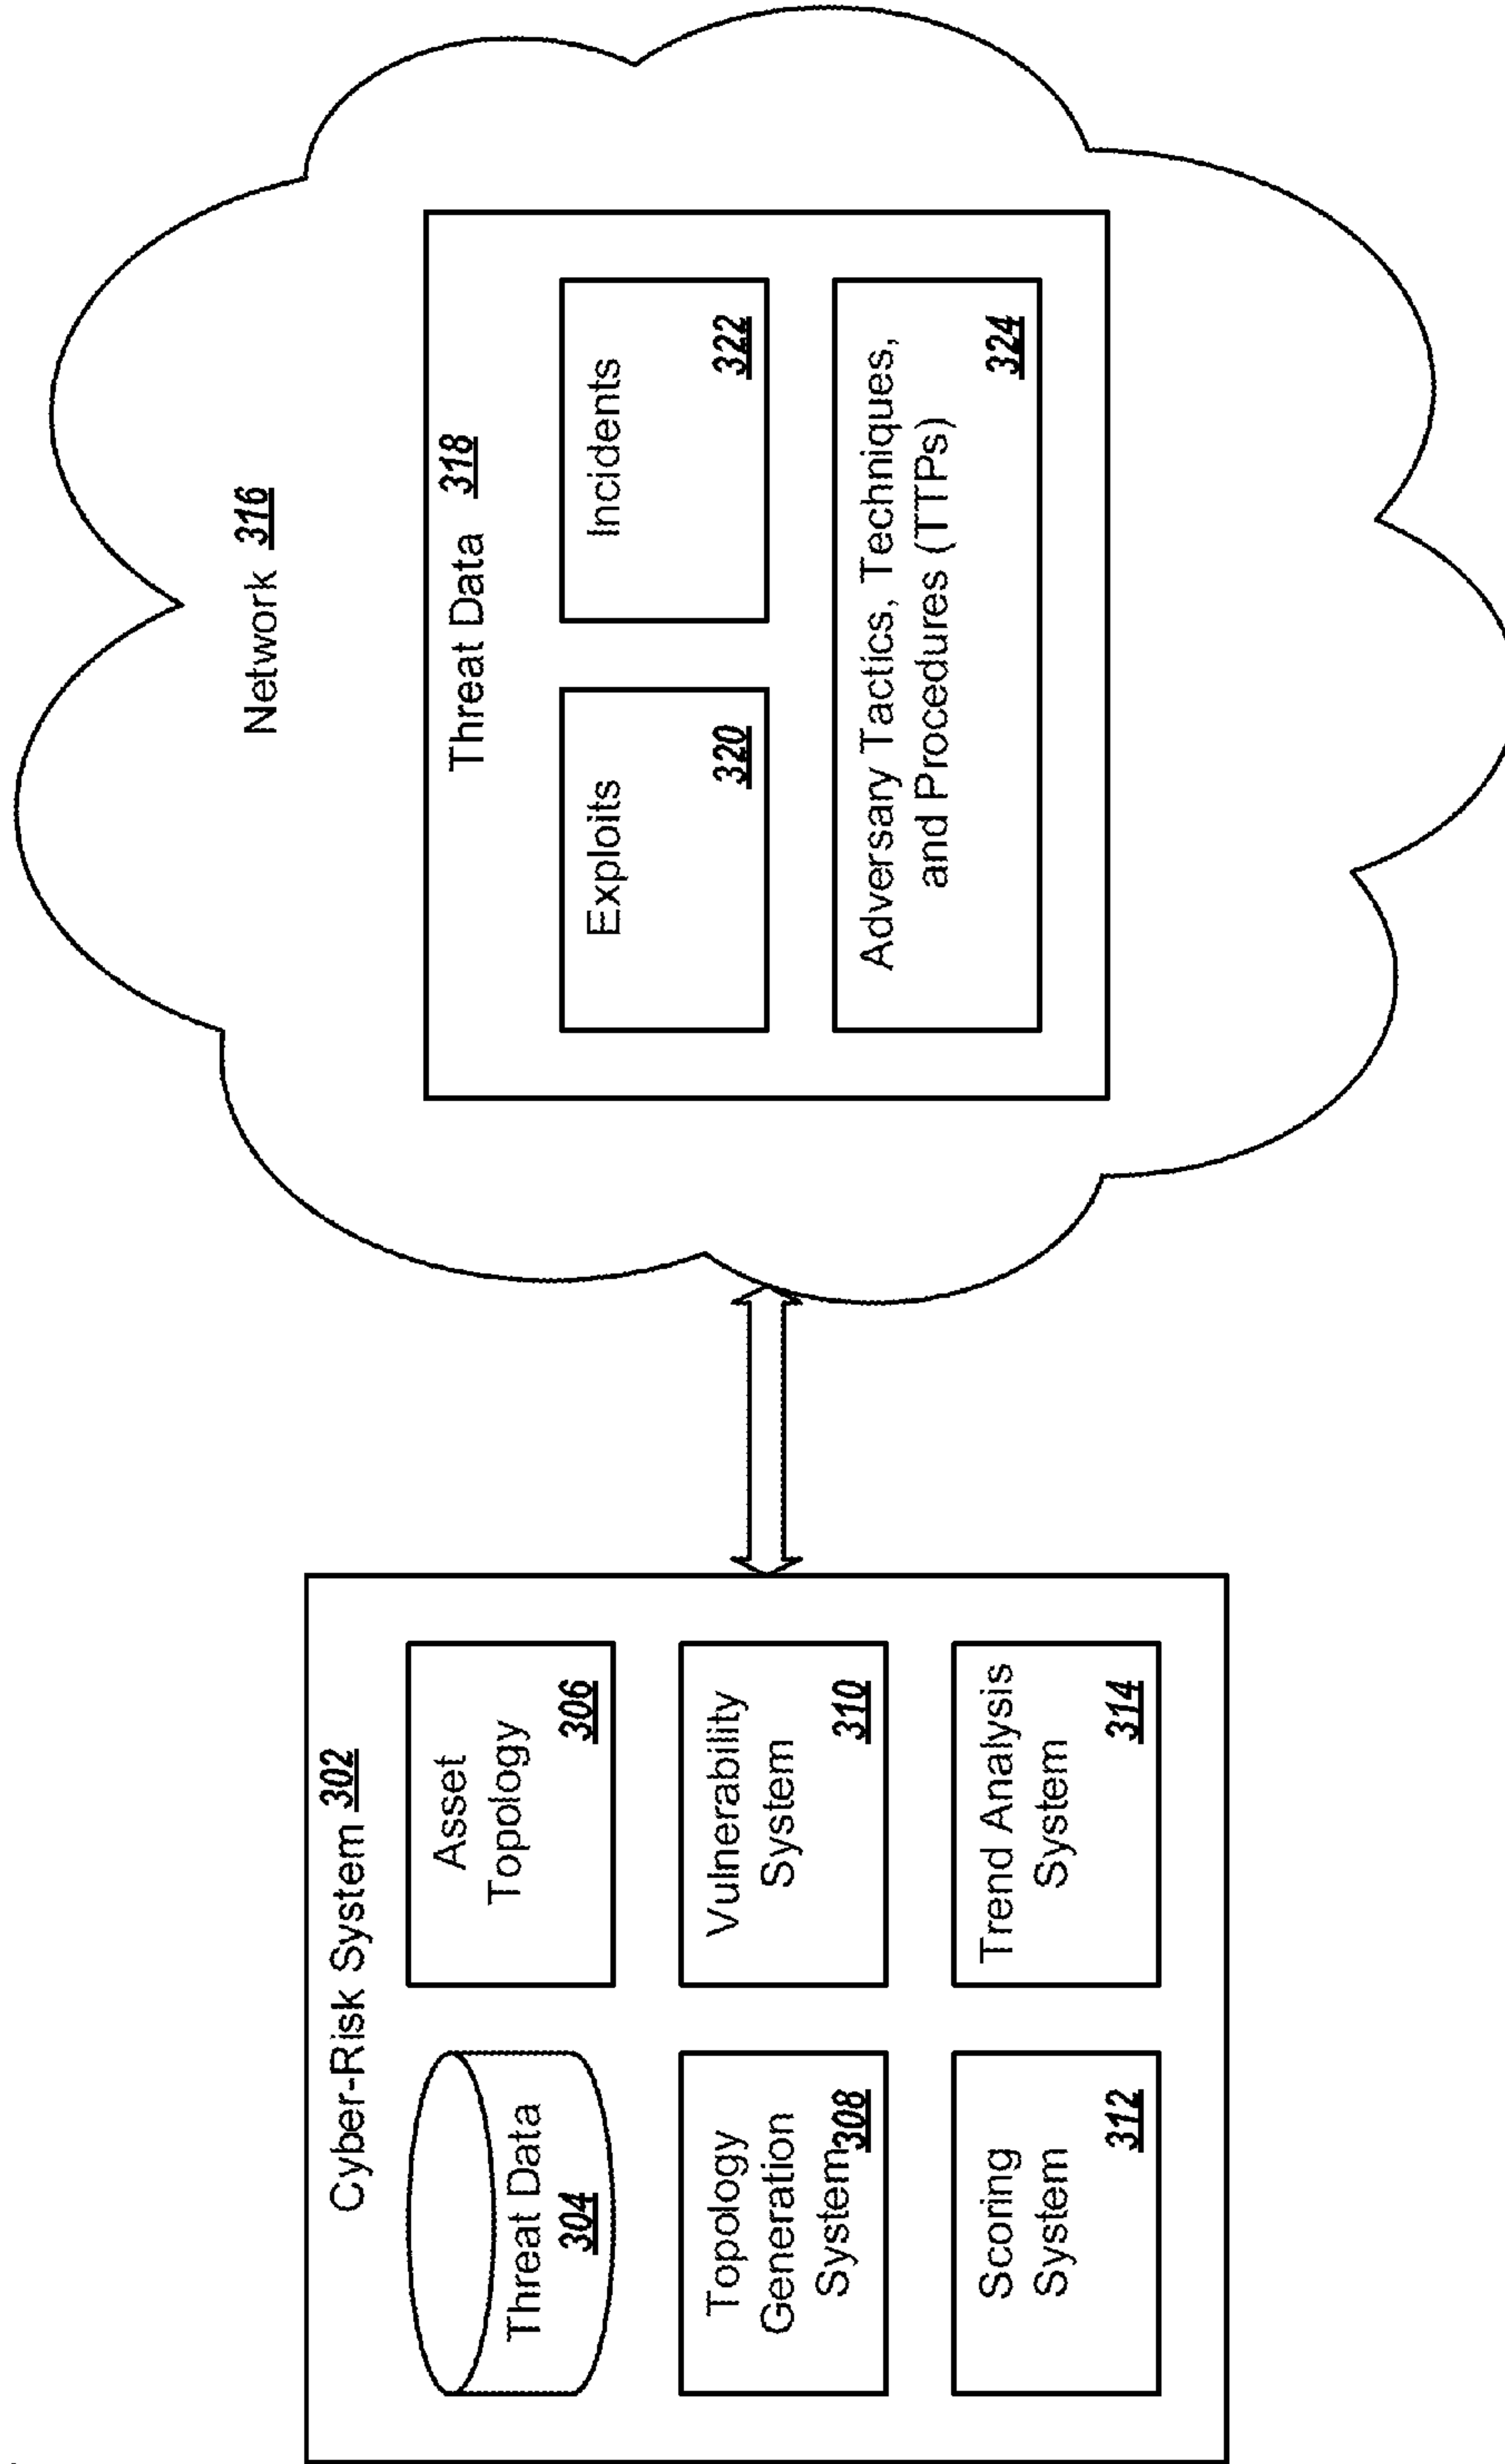 Cyber-Risk System 302
Threat Data
304
Asset
Topology
306
Topology
Generation
System 308
Vulnerability
System
310
Scoring
System
312
Trend Analysis
System
314
Network 316
Threat Data 318
Exploits
320
Incidents
322
Adversary Tactics, Techniques,
and Procedures (TTPs)
324